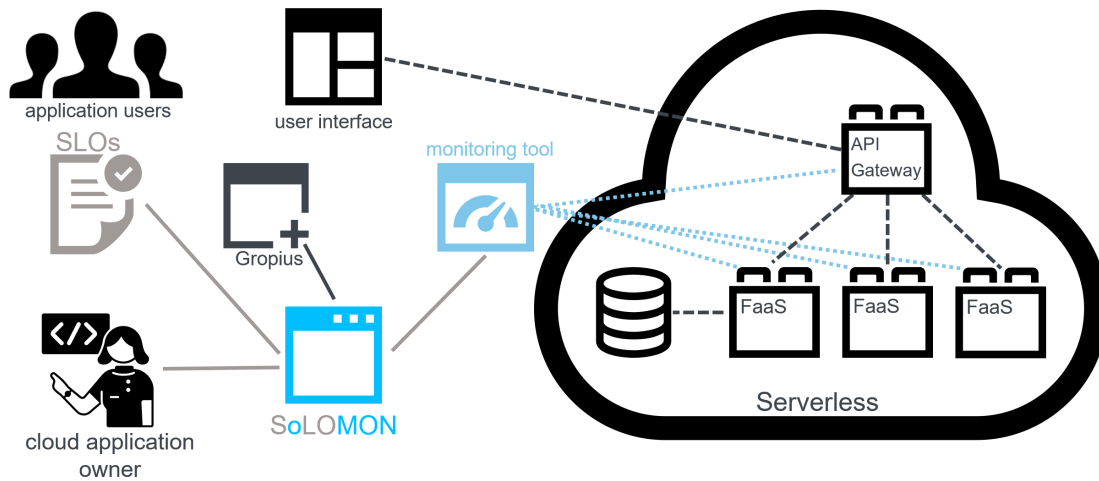 application users
SLOs
user interface
monitoring tool
API
Gateway
Gropius
</>
FaaS
FaaS
FaaS
SoLOMON
Serverless
cloud application
owner